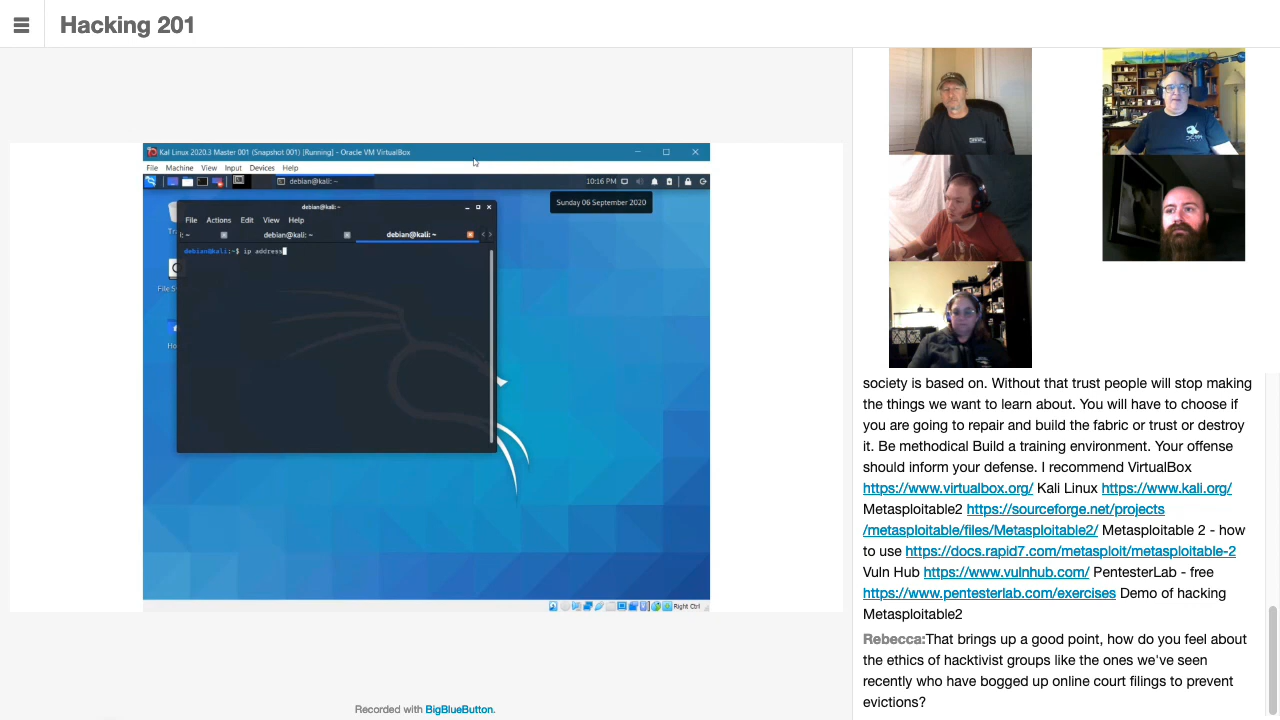 Hacking 201
Kali Linux 2020.3 Master 001 (Snapshot 001) [Running] - Oracle VM VirtualBox
File Machine View Input Devices Help
debian@kali: ~
10:16 PM
Sunday 06 September 2020
debian@kali: ~
File Actions Edit View Help
debian@kali: ~
debian@kali: ~
debian@kali:~$ ip address
Right Ctrl
Recorded with BigBlueButton.
society is based on. Without that trust people will stop making
the things we want to learn about. You will have to choose if
you are going to repair and build the fabric or trust or destroy
it. Be methodical Build a training environment. Your offense
should inform your defense. I recommend VirtualBox
https://www.virtualbox.org/ Kali Linux https://www.kali.org/
Metasploitable2 https://sourceforge.net/projects
/metasploitable/files/Metasploitable2/ Metasploitable 2 - how
to use https://docs.rapid7.com/metasploit/metasploitable-2
Vuln Hub https://www.vulnhub.com/ PentesterLab - free
https://www.pentesterlab.com/exercises Demo of hacking
Metasploitable2
Rebecca:That brings up a good point, how do you feel about
the ethics of hacktivist groups like the ones we've seen
recently who have bogged up online court filings to prevent
evictions?